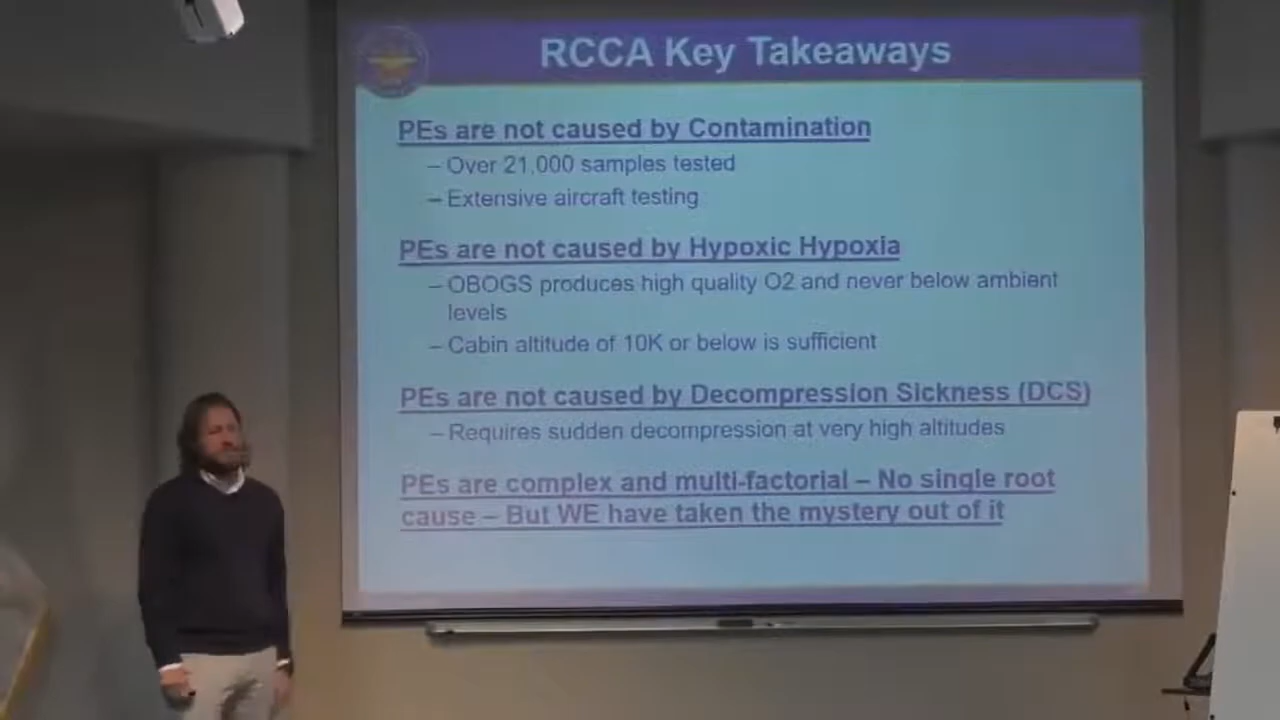 RCCA Key Takeaways
PEs are not caused by Contamination
– Over 21,000 samples tested
– Extensive aircraft testing
PEs are not caused by Hypoxic Hypoxia
– OBOGS produces high quality O2 and never below ambient
levels
– Cabin altitude of 10K or below is sufficient
PEs are not caused by Decompression Sickness (DCS)
– Requires sudden decompression at very high altitudes
PEs are complex and multi-factorial – No single root
cause – But WE have taken the mystery out of it